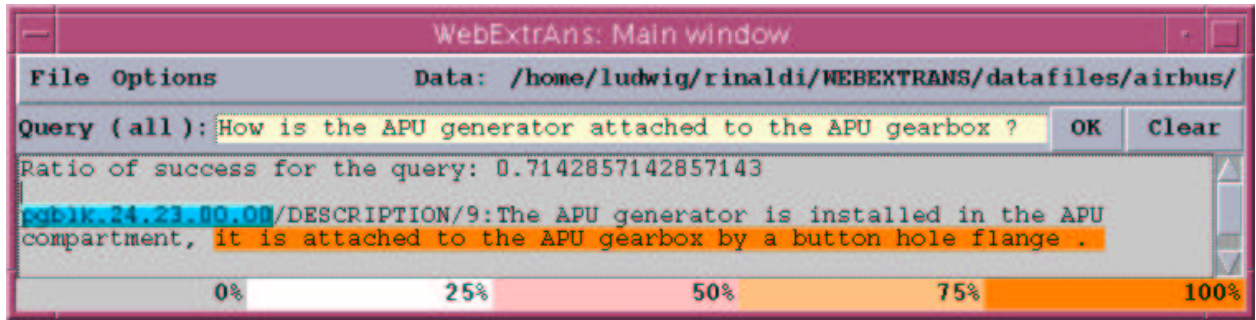 WebExtrAns: Main window
File Options Data: /home/ludwig/rinaldi/WEBEXTRANS/datafiles/airbus/
Query (all): How is the APU generator attached to the APU gearbox ? OK Clear
Ratio of success for the query: 0.7142857142857143
pgblk.24.23.00.00/DESCRIPTION/9:The APU generator is installed in the APU
compartment, it is attached to the APU gearbox by a button hole flange .
0% 25% 50% 75% 100%